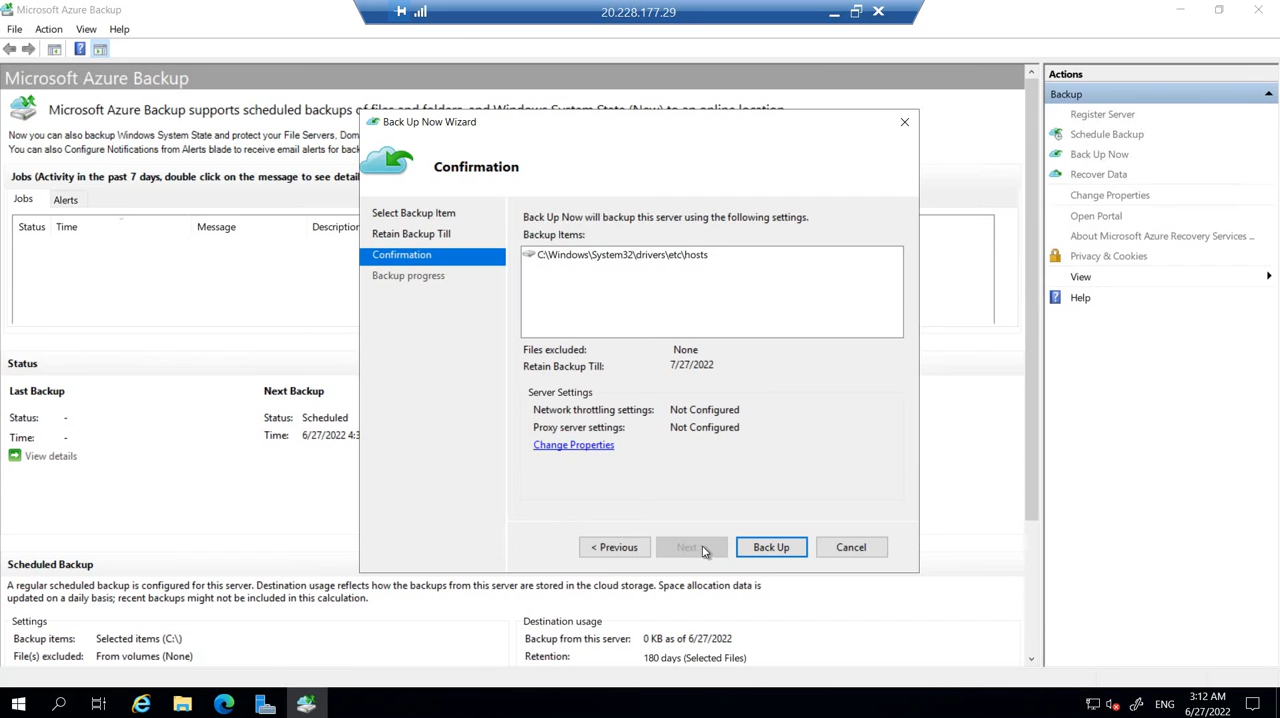 Microsoft Azure Backup
20.228.177.29
File Action View Help
Microsoft Azure Backup
Microsoft Azure Backup supports scheduled backups of files and folders, and Windows System State (New) to an online location
Now you can also backup Windows System State and protect your File Servers, Dom
You can also Configure Notifications from Alerts blade to receive email alerts for back
Jobs (Activity in the past 7 days, double click on the message to see detai
Jobs Alerts
Status Time Message Description
Status
Last Backup
Status: -
Time: -
View details
Next Backup
Status: Scheduled
Time: 6/27/2022 4:3
Scheduled Backup
A regular scheduled backup is configured for this server. Destination usage reflects how the backups from this server are stored in the cloud storage. Space allocation data is
updated on a daily basis; recent backups might not be included in this calculation.
Settings
Backup items: Selected items (C:\)
File(s) excluded: From volumes (None)
Destination usage
Backup from this server: 0 KB as of 6/27/2022
Retention: 180 days (Selected Files)
Back Up Now Wizard
Confirmation
Select Backup Item
Retain Backup Till
Confirmation
Backup progress
Back Up Now will backup this server using the following settings.
Backup Items:
C:\Windows\System32\drivers\etc\hosts
Files excluded: None
Retain Backup Till: 7/27/2022
Server Settings
Network throttling settings: Not Configured
Proxy server settings: Not Configured
Change Properties
< Previous Next Back Up Cancel
Actions
Backup
Register Server
Schedule Backup
Back Up Now
Recover Data
Change Properties
Open Portal
About Microsoft Azure Recovery Services ...
Privacy & Cookies
View
Help
ENG
3:12 AM
6/27/2022